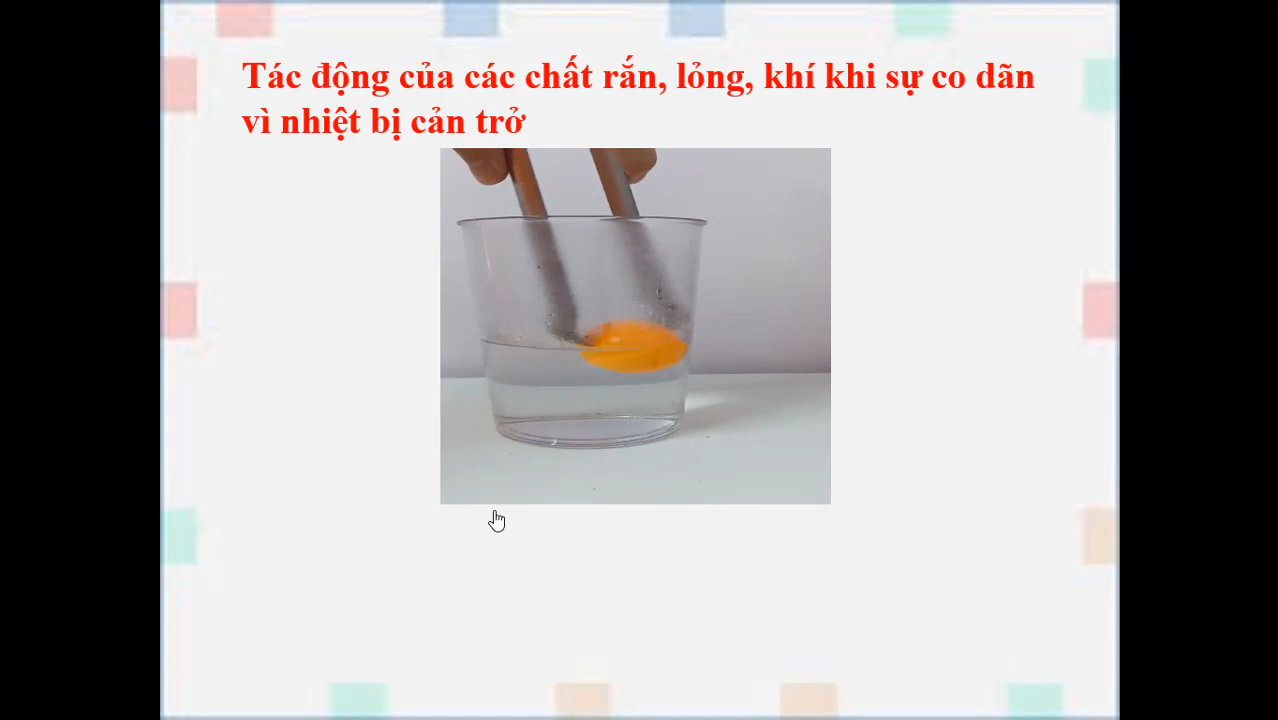 Tác động của các chất rắn, lỏng, khí khi sự co dãn
vì nhiệt bị cản trở